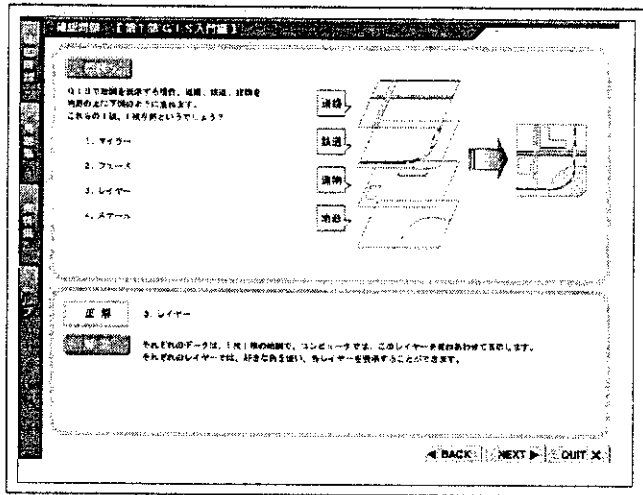 確認問題 【第1章GIS入門編】
GISで地図を表示する場合、道路、鉄道、建物を
地形の上に下図のように重ねます。
これらの1枚、1枚を何というでしょう？
1. マイラー
2. フェーズ
3. レイヤー
4. スケール
道路
鉄道
建物
地形
正解
3. レイヤー
それぞれのデータは、1枚1枚の地図で、コンピュータでは、このレイヤーを重ねあわせて表示します。
それぞれのレイヤーでは、好きな色を使い、各レイヤーを表示することができます。
◀ BACK
NEXT ▶
QUIT ×